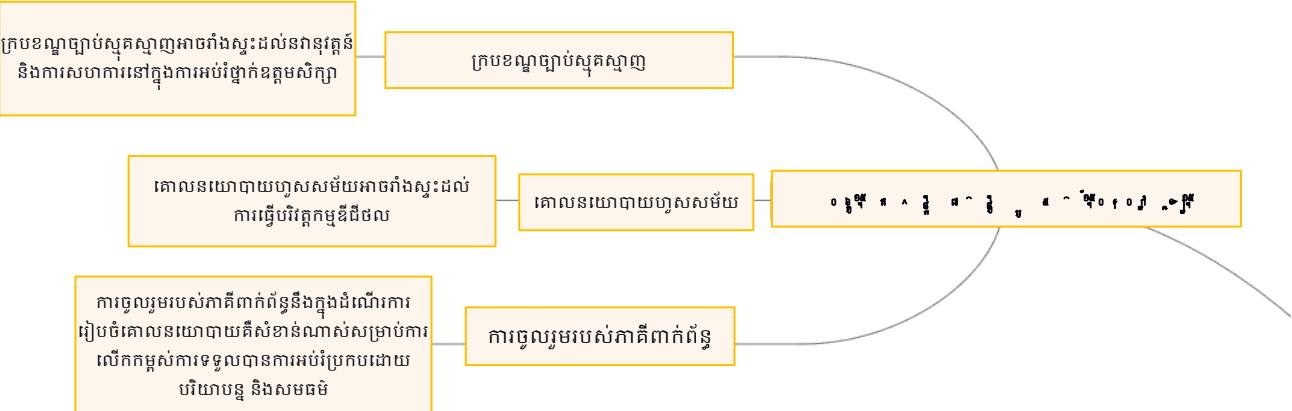 ក្របខណ្ឌច្បាប់ស្មុគស្មាញអាចរាំងស្ទះដល់នវានុវត្តន៍
និងការសហការនៅក្នុងការអប់រំថ្នាក់ឧត្តមសិក្សា
ក្របខណ្ឌច្បាប់ស្មុគស្មាញ
គោលនយោបាយហួសសម័យអាចរាំងស្ទះដល់
ការធ្វើបរិវត្តកម្មឌីជីថល
គោលនយោបាយហួសសម័យ
ការចូលរួមរបស់ភាគីពាក់ព័ន្ធនឹងក្នុងដំណើរការ
រៀបចំគោលនយោបាយគឺសំខាន់ណាស់សម្រាប់ការ
លើកកម្ពស់ការទទួលបានការអប់រំប្រកបដោយ
បរិយាបន្ន និងសមធម៌
ការចូលរួមរបស់ភាគីពាក់ព័ន្ធ